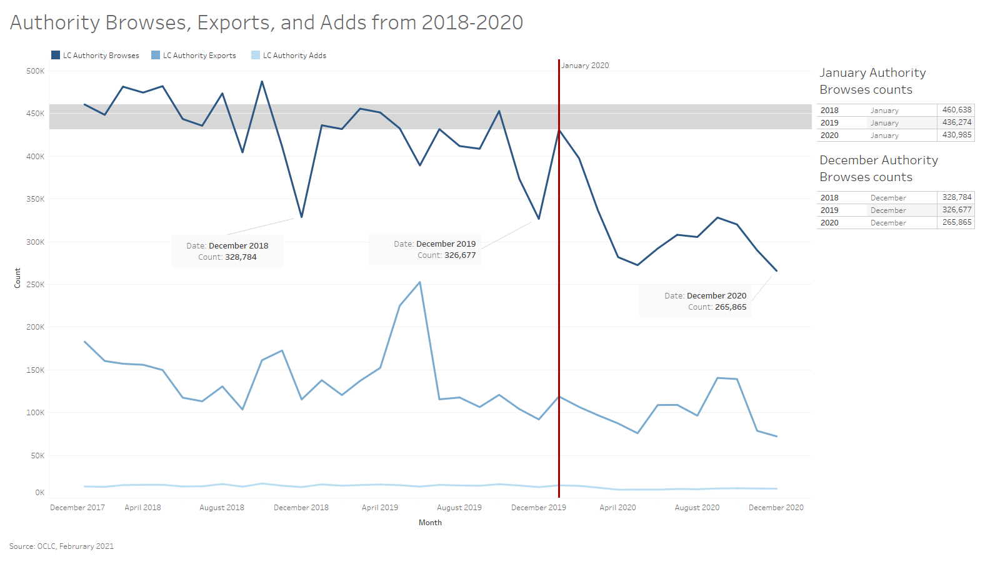 Authority Browses, Exports, and Adds from 2018-2020
LC Authority Browses
LC Authority Exports
LC Authority Adds
January 2020
500K
450K
400K
350K
300K
250K
200K
150K
100K
50K
0K
Count
Date: December 2018
Count: 328,784
Date: December 2019
Count: 326,677
Date: December 2020
Count: 265,865
December 2017
April 2018
August 2018
December 2018
April 2019
August 2019
December 2019
April 2020
August 2020
December 2020
Month
January Authority
Browses counts
2018 January 460,638
2019 January 436,274
2020 January 430,985
December Authority
Browses counts
2018 December 328,784
2019 December 326,677
2020 December 265,865
Source: OCLC, Februrary 2021